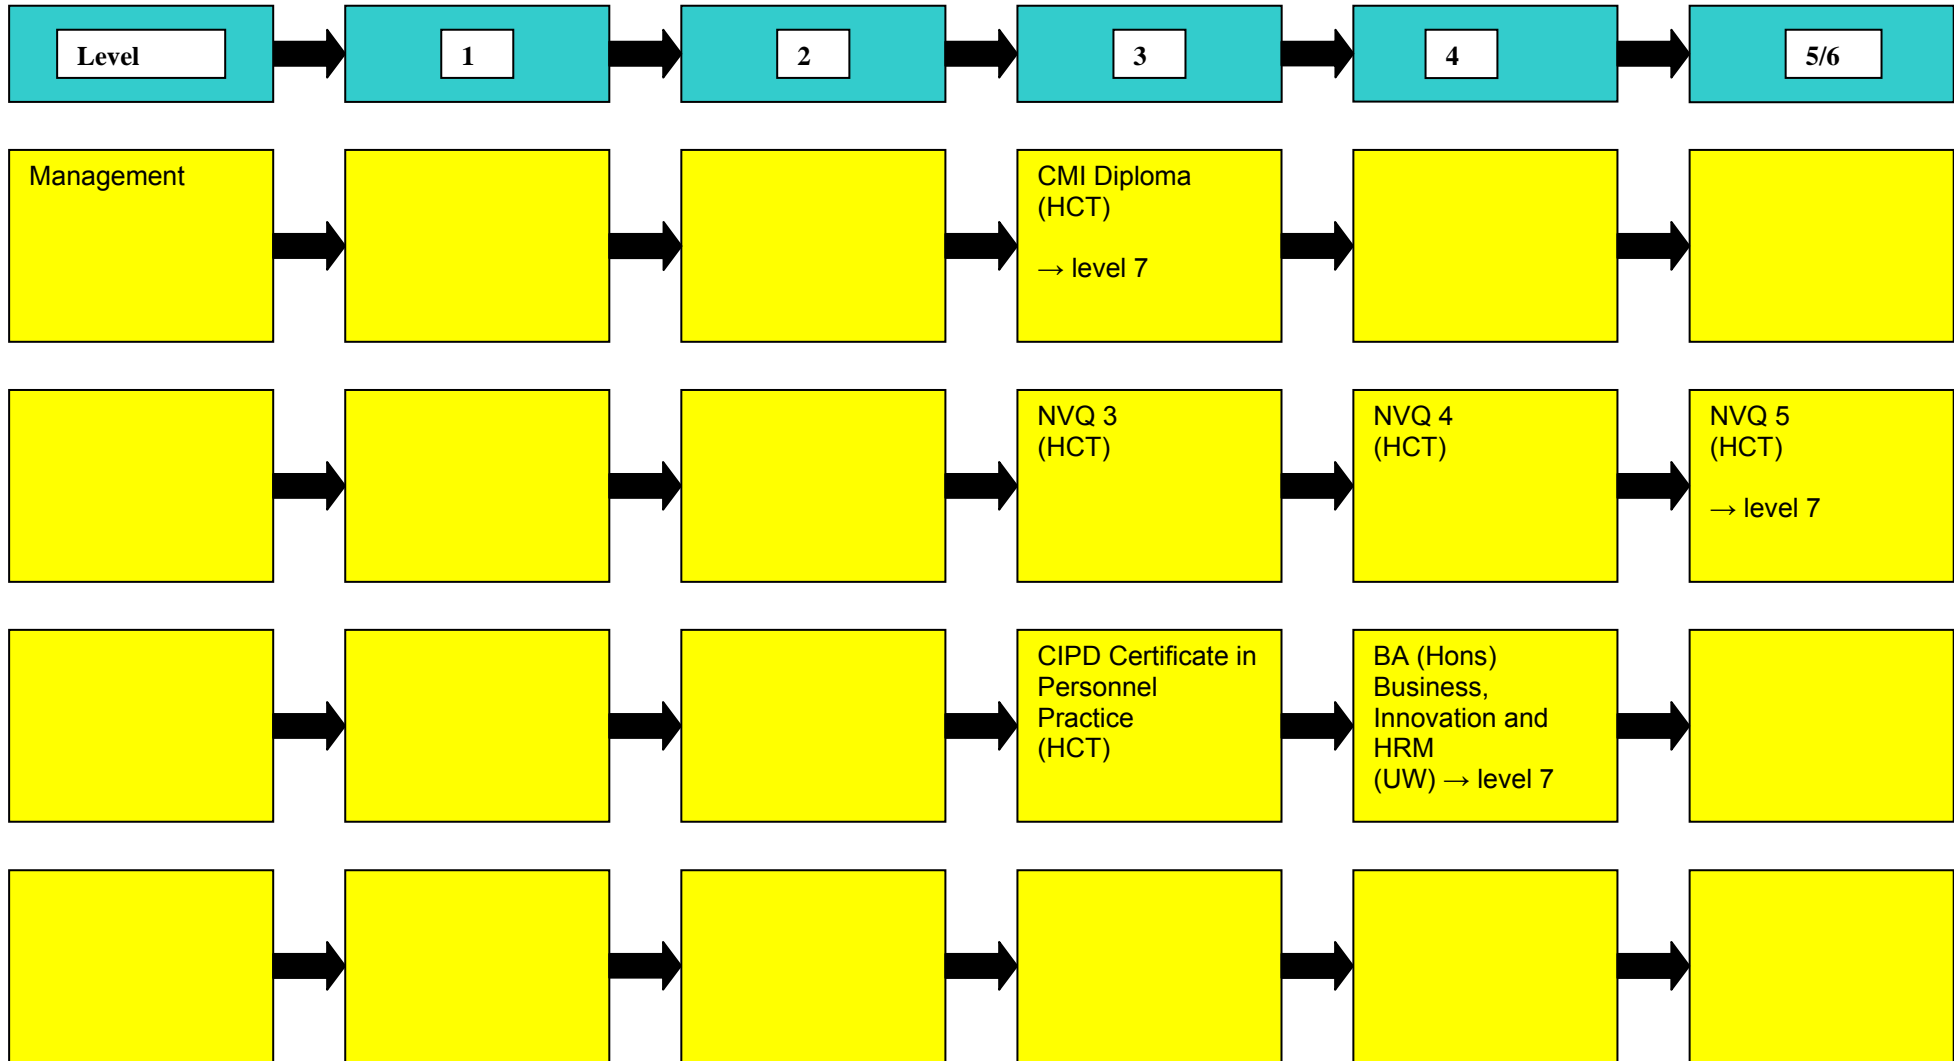 Level
1
2
3
4
5/6
Management
CMI Diploma
(HCT)
→ level 7
NVQ 3
(HCT)
NVQ 4
(HCT)
NVQ 5
(HCT)
→ level 7
CIPD Certificate in
Personnel
Practice
(HCT)
BA (Hons)
Business,
Innovation and
HRM
(UW) → level 7